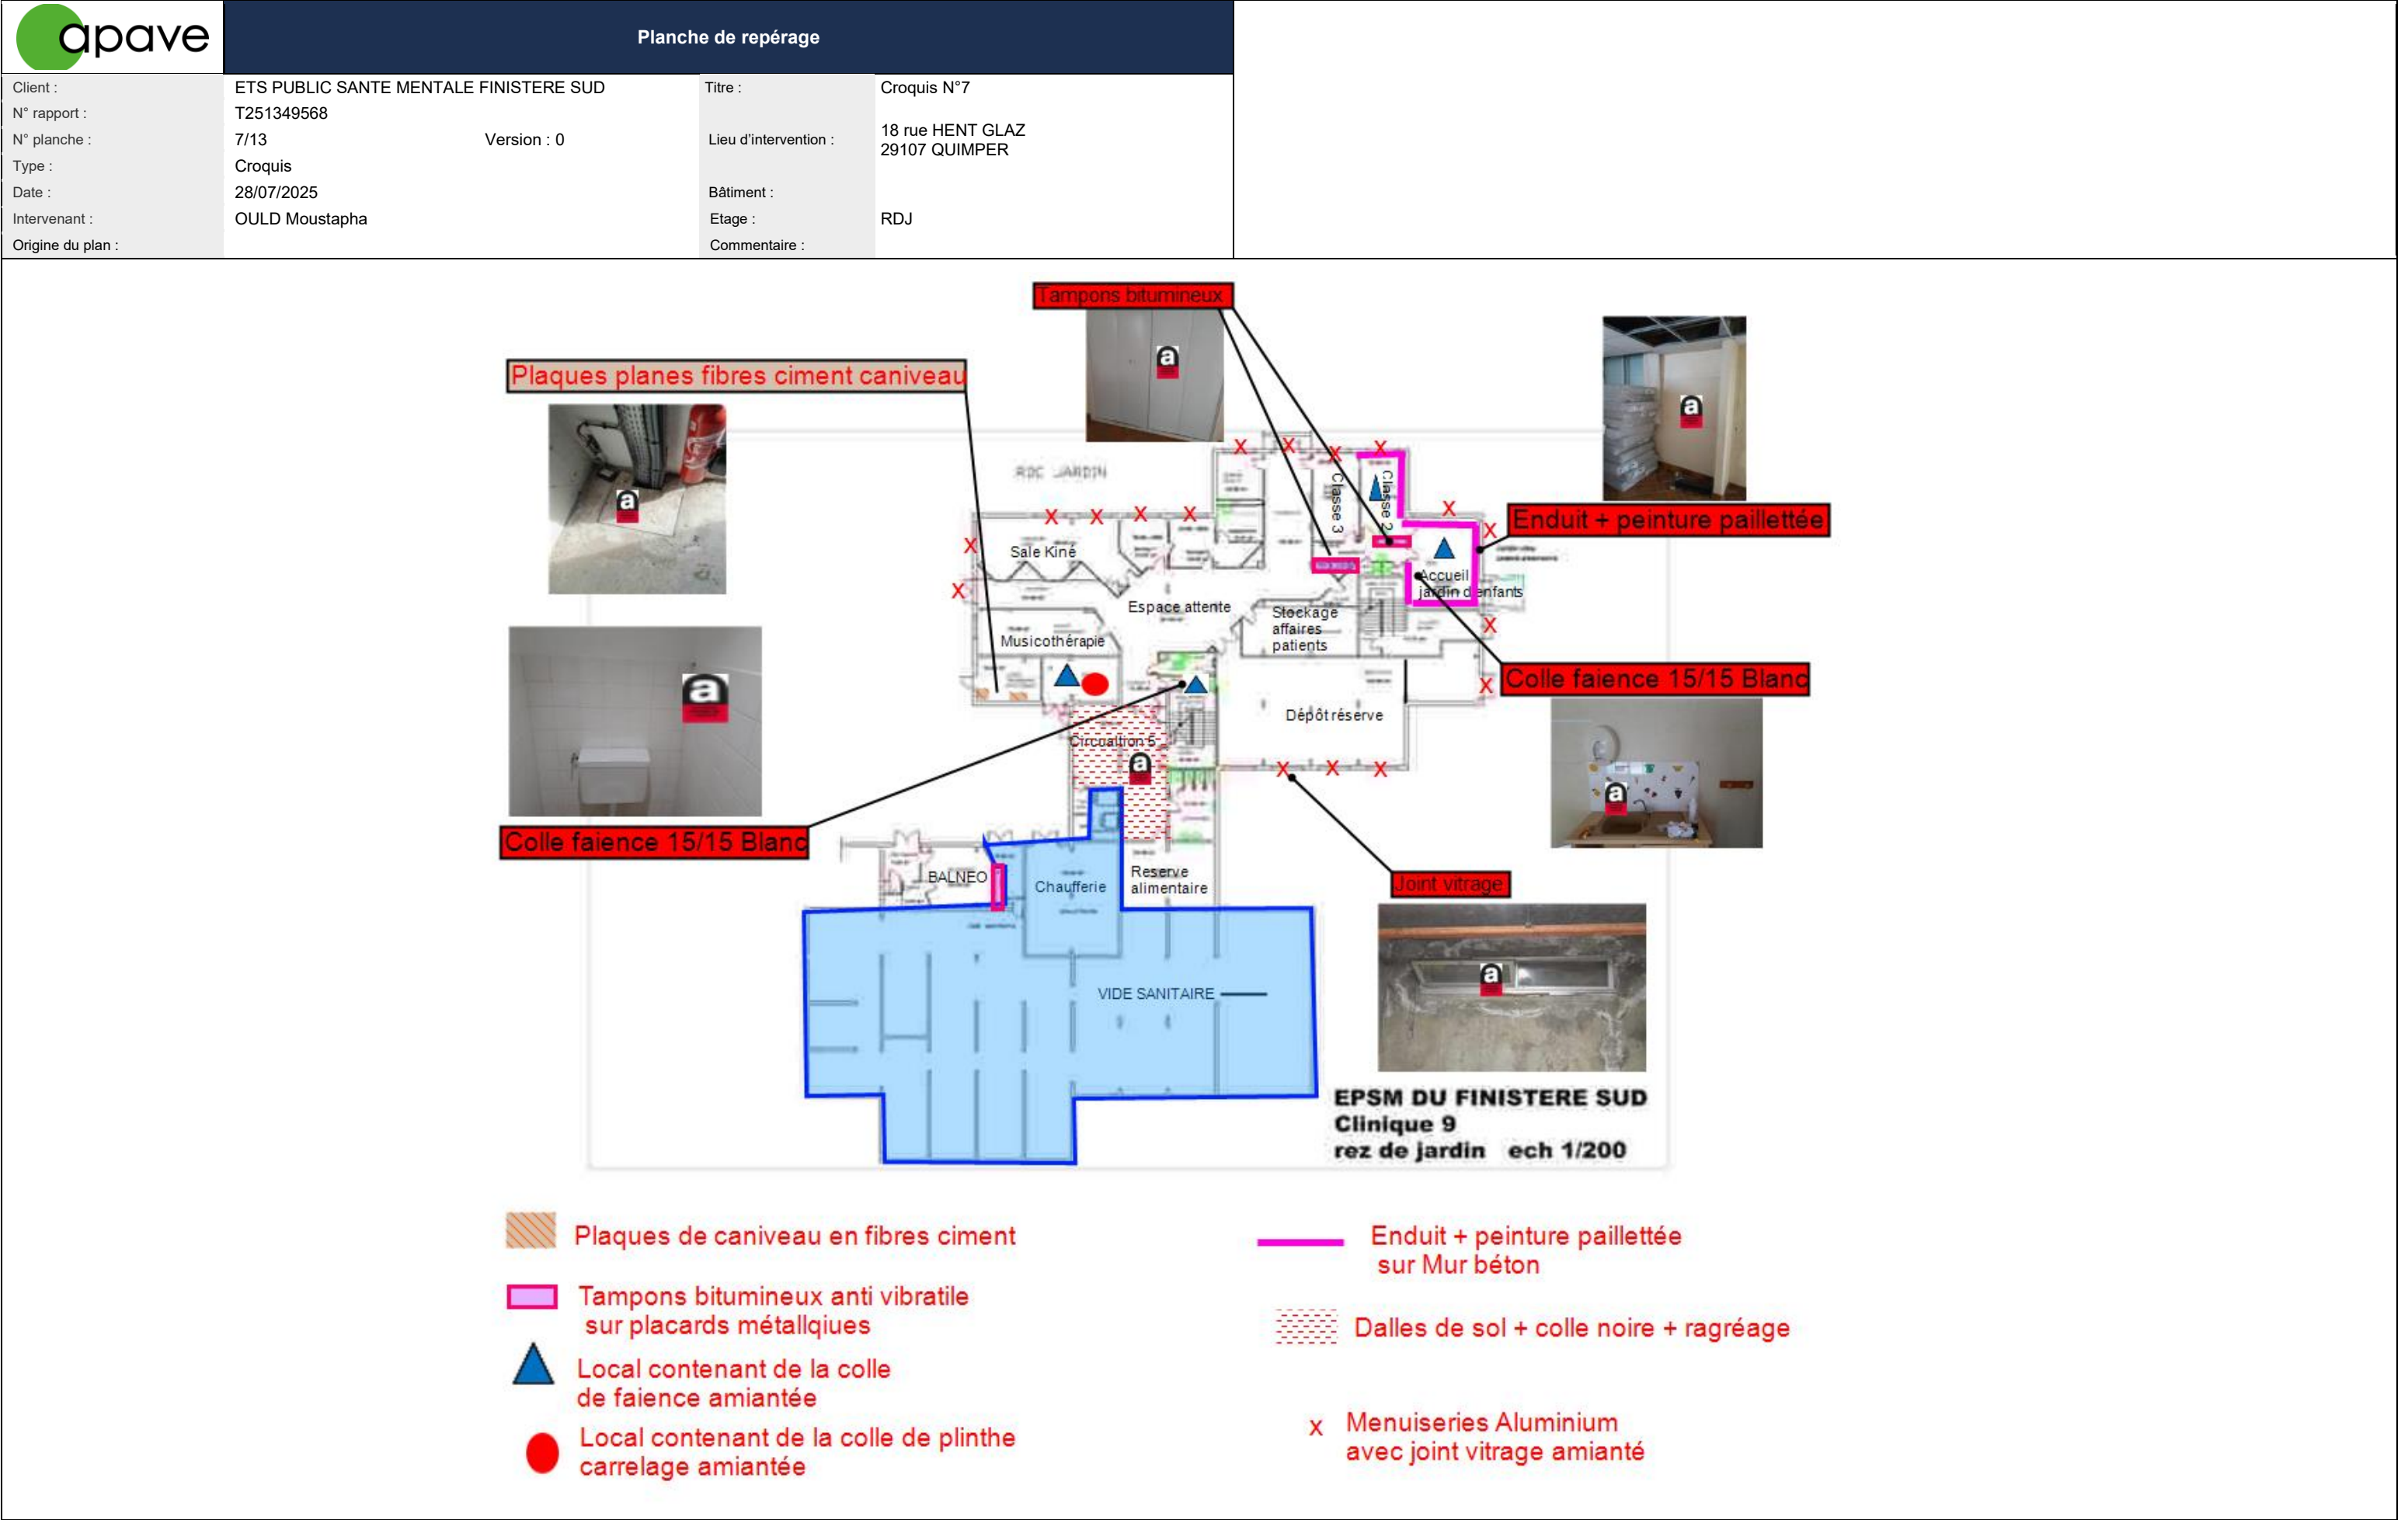 apave
Planche de repérage
Client :
ETS PUBLIC SANTE MENTALE FINISTERE SUD
Titre :
Croquis N°7
N° rapport :
T251349568
N° planche :
7/13
Version : 0
Lieu d'intervention :
18 rue HENT GLAZ
29107 QUIMPER
Type :
Croquis
Date :
28/07/2025
Bâtiment :
Intervenant :
OULD Moustapha
Etage :
RDJ
Origine du plan :
Commentaire :
Tampons bitumineux
Plaques planes fibres ciment caniveau
RDC JARDIN
Classe 3
Classe 2
Enduit + peinture paillettée
Sale Kiné
Accueil
jardin d'enfants
Espace attente
Stockage
affaires
patients
Musicothérapie
Colle faience 15/15 Blanc
Dépôt réserve
Circualtion 5
Colle faience 15/15 Blanc
BALNEO
Chaufferie
Reserve
alimentaire
Joint vitrage
VIDE SANITAIRE
EPSM DU FINISTERE SUD
Clinique 9
rez de jardin ech 1/200
Plaques de caniveau en fibres ciment
Tampons bitumineux anti vibratile
sur placards métallqiues
Local contenant de la colle
de faience amiantée
Local contenant de la colle de plinthe
carrelage amiantée
Enduit + peinture paillettée
sur Mur béton
Dalles de sol + colle noire + ragréage
x Menuiseries Aluminium
avec joint vitrage amianté